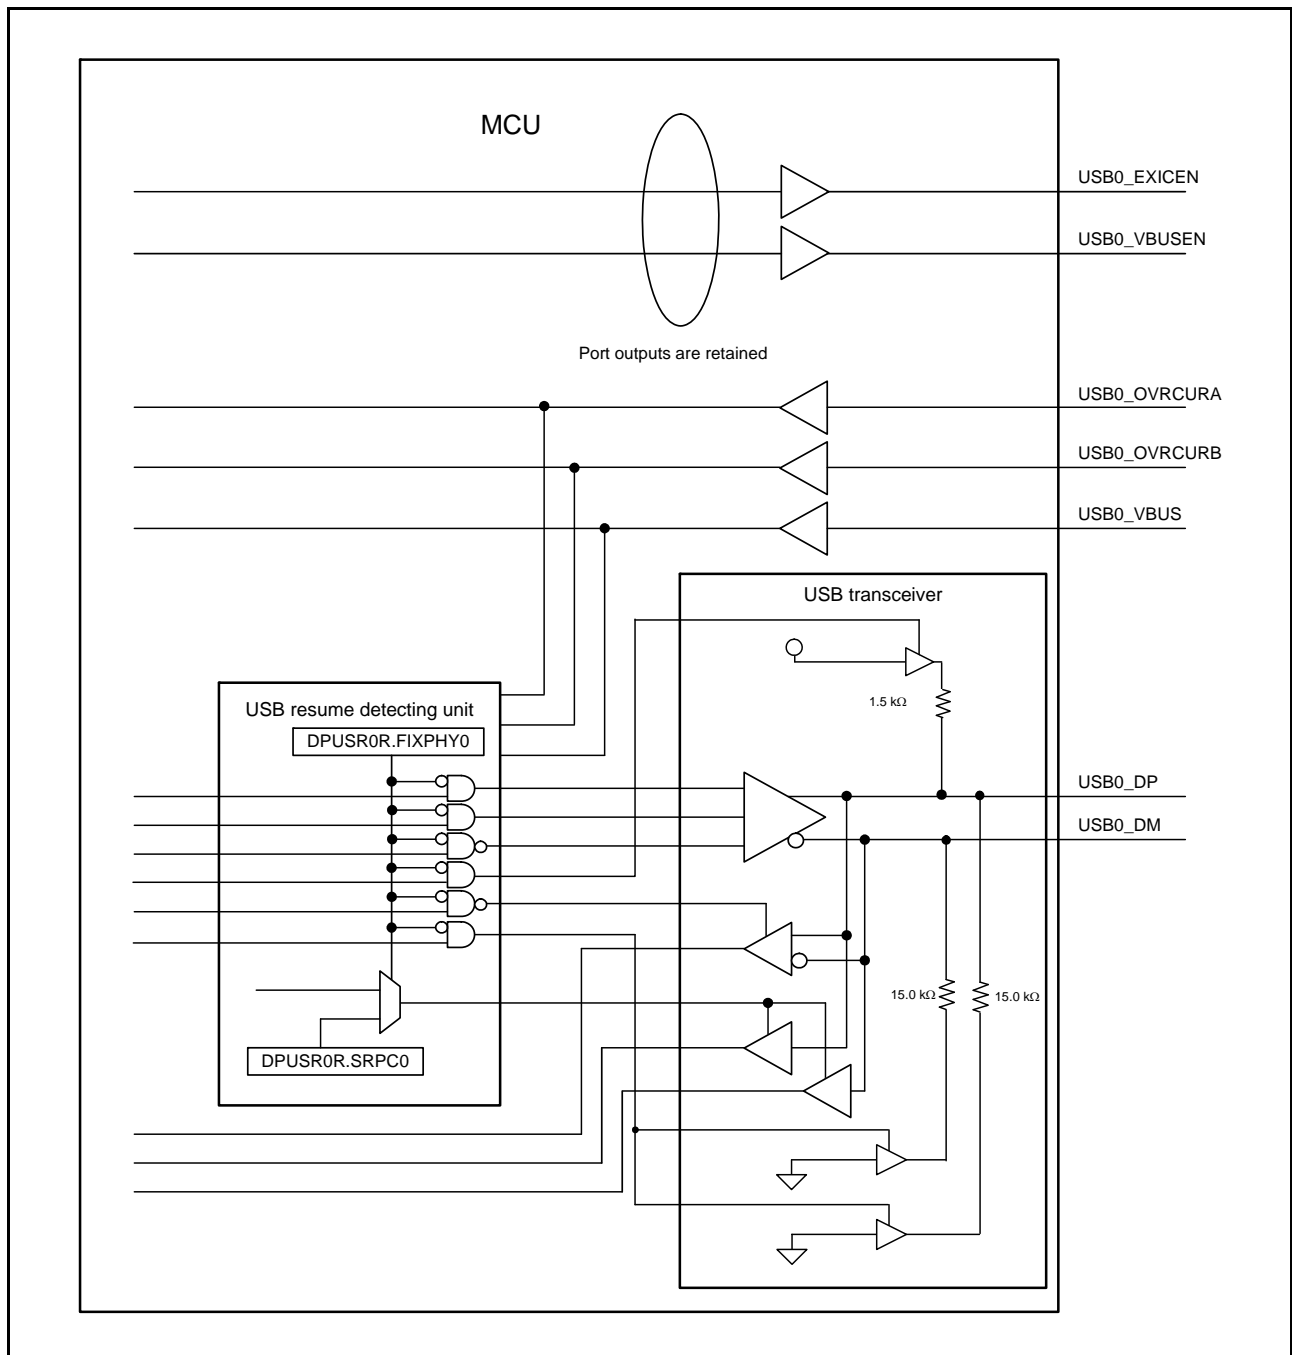 MCU
USB0_EXICEN
USB0_VBUSEN
Port outputs are retained
USB0_OVRCURA
USB0_OVRCURB
USB0_VBUS
USB transceiver
1.5 kΩ
USB resume detecting unit
DPUSR0R.FIXPHY0
USB0_DP
USB0_DM
15.0 kΩ
15.0 kΩ
DPUSR0R.SRPC0